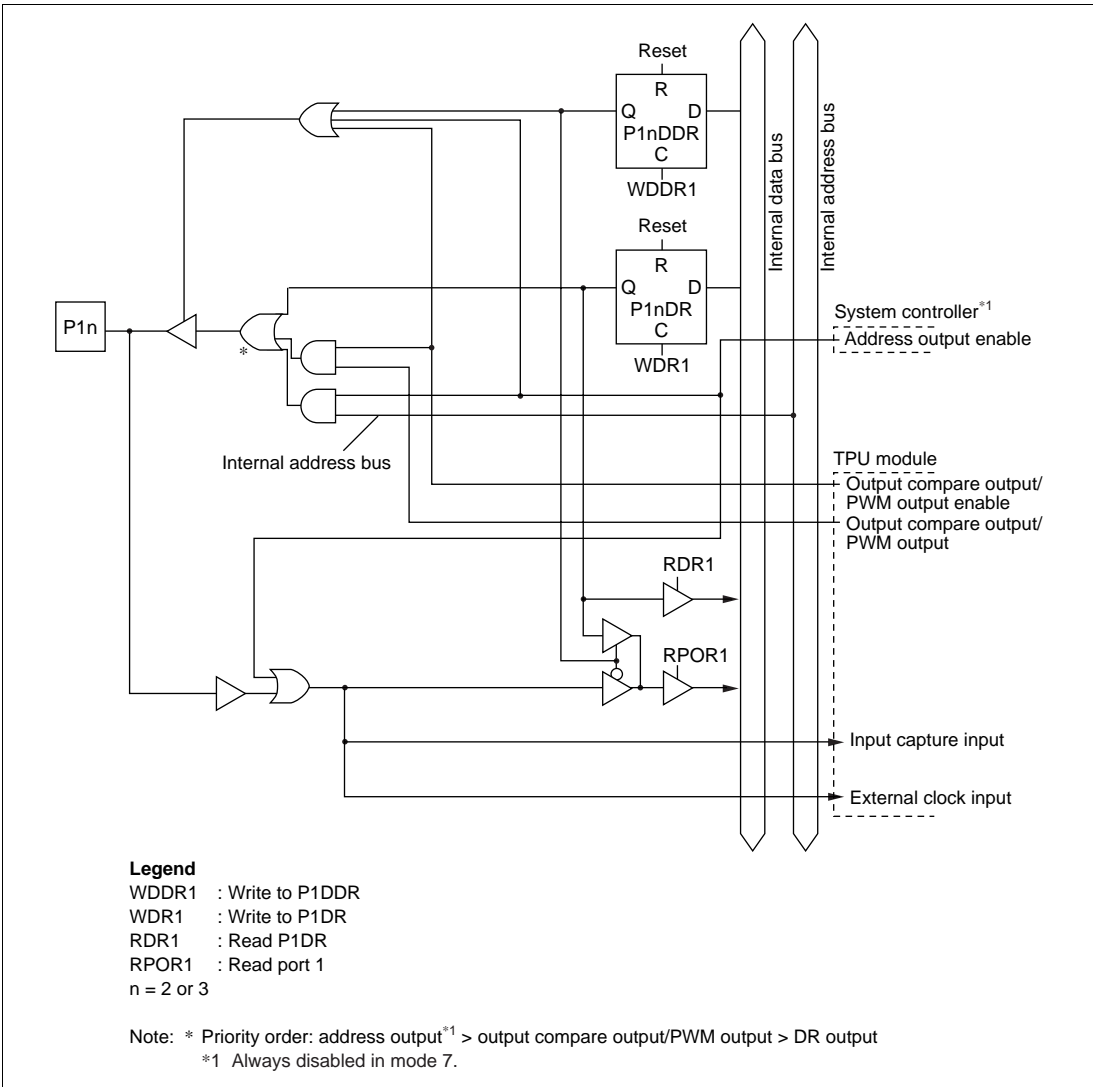 Reset
R
Q D
P1nDDR
C
WDDR1
Reset
R
Q D
P1nDR
C
WDR1
Internal data bus
Internal address bus
P1n
*
System controller*1
Address output enable
Internal address bus
TPU module
Output compare output/
PWM output enable
Output compare output/
PWM output
RDR1
RPOR1
Input capture input
External clock input
Legend
WDDR1 : Write to P1DDR
WDR1 : Write to P1DR
RDR1 : Read P1DR
RPOR1 : Read port 1
n = 2 or 3
Note: * Priority order: address output*1 > output compare output/PWM output > DR output
*1 Always disabled in mode 7.